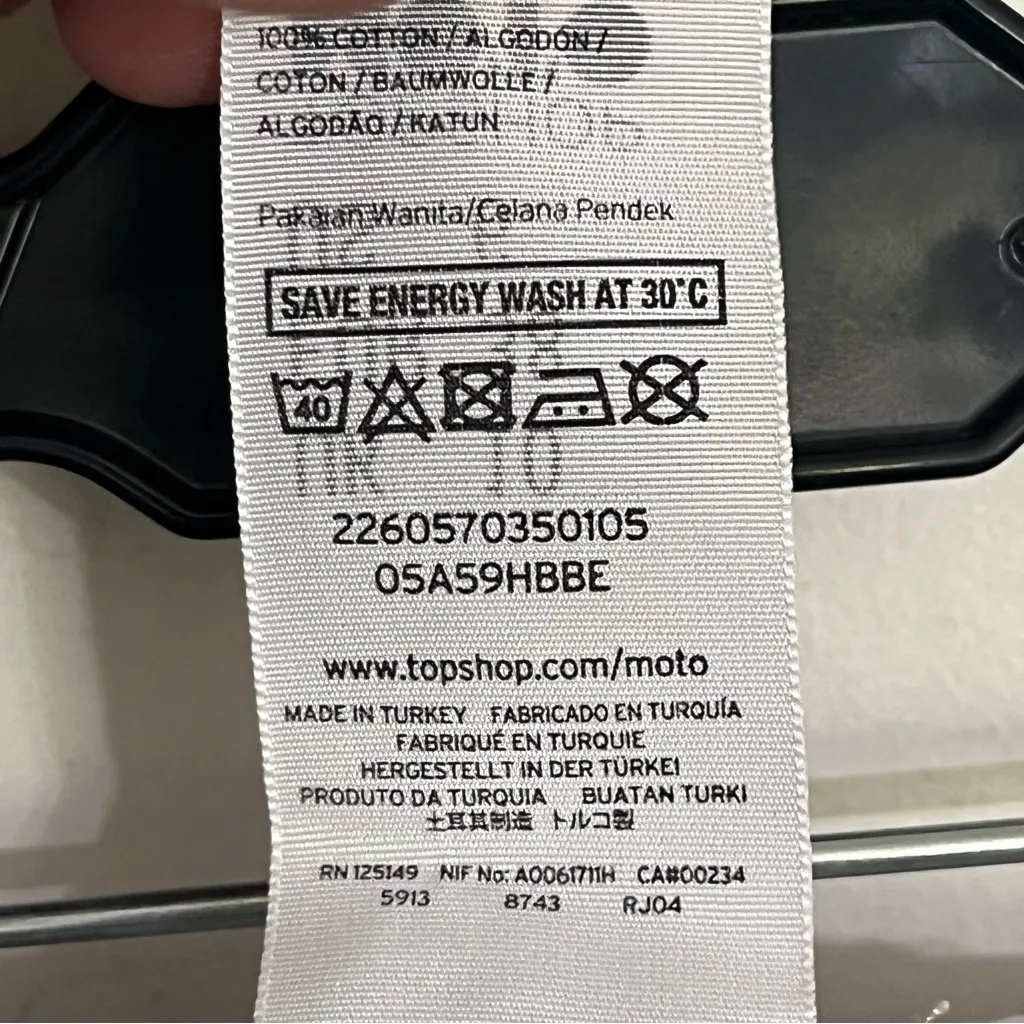 100% COTTON / ALGODÓN /
COTON / BAUMWOLLE /
ALGODÃO / KATUN
Pakaian Wanita/Celana Pendek
SAVE ENERGY WASH AT 30°C
40
2260570350105
05A59HBBE
www.topshop.com/moto
MADE IN TURKEY FABRICADO EN TURQUÍA
FABRIQUÉ EN TURQUIE
HERGESTELLT IN DER TÜRKEI
PRODUTO DA TURQUIA BUATAN TURKI
土耳其制造 トルコ製
RN 125149 NIF No: A0061711H CA#00234
5913 8743 RJ04